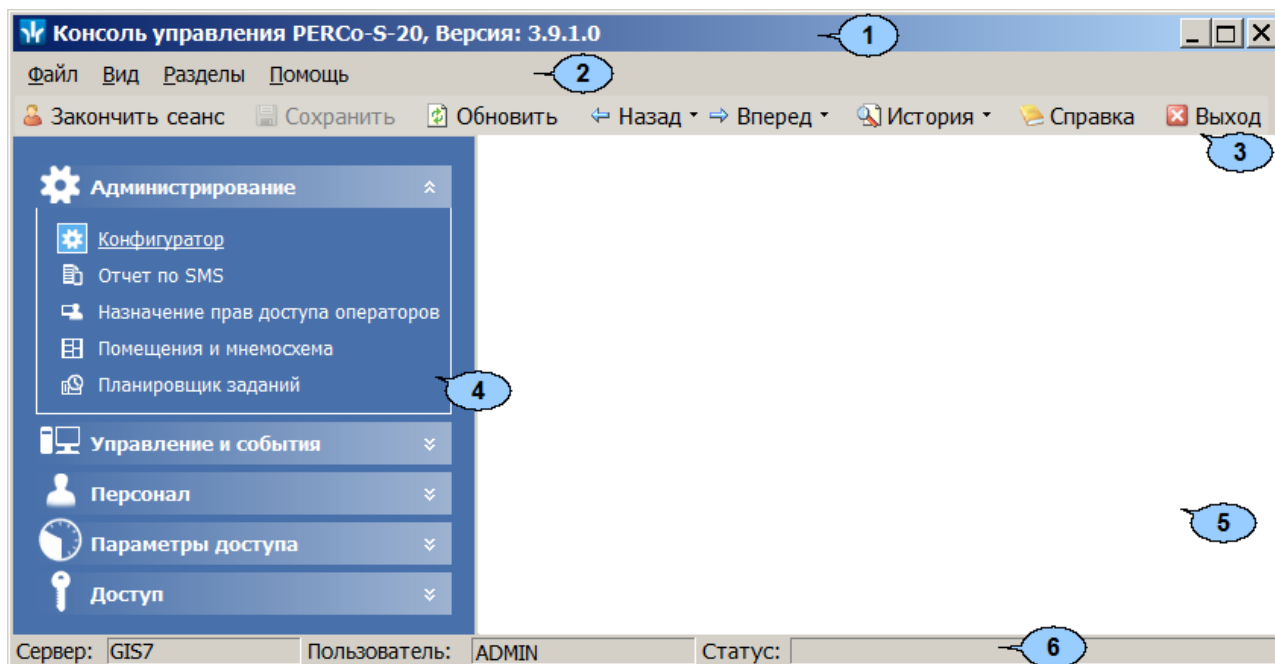 Консоль управления PERCo-S-20, Версия: 3.9.1.0 1
Файл Вид Разделы Помощь 2
Закончить сеанс Сохранить Обновить Назад Вперед История Справка Выход
3
Администрирование
Конфигуратор
Отчет по SMS
Назначение прав доступа операторов
Помещения и мнемосхема
Планировщик заданий
4
Управление и события
Персонал
5
Параметры доступа
Доступ
Сервер: GIS7 Пользователь: ADMIN Статус: 6